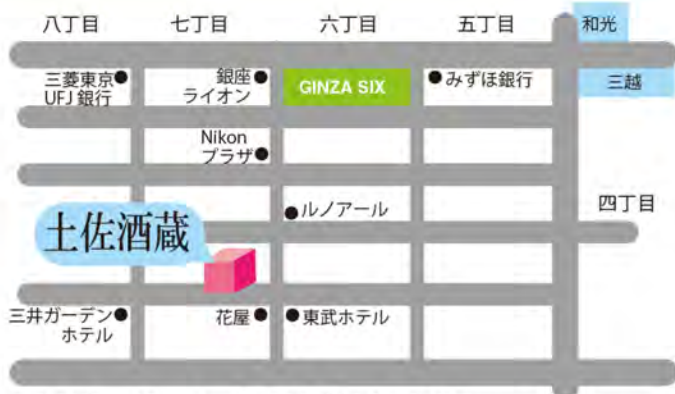 八丁目
七丁目
六丁目
五丁目
和光
三菱東京
UFJ銀行
銀座
ライオン
GINZA SIX
みずほ銀行
三越
Nikon
プラザ
ルノアール
四丁目
土佐酒蔵
三井ガーデン
ホテル
花屋
東武ホテル